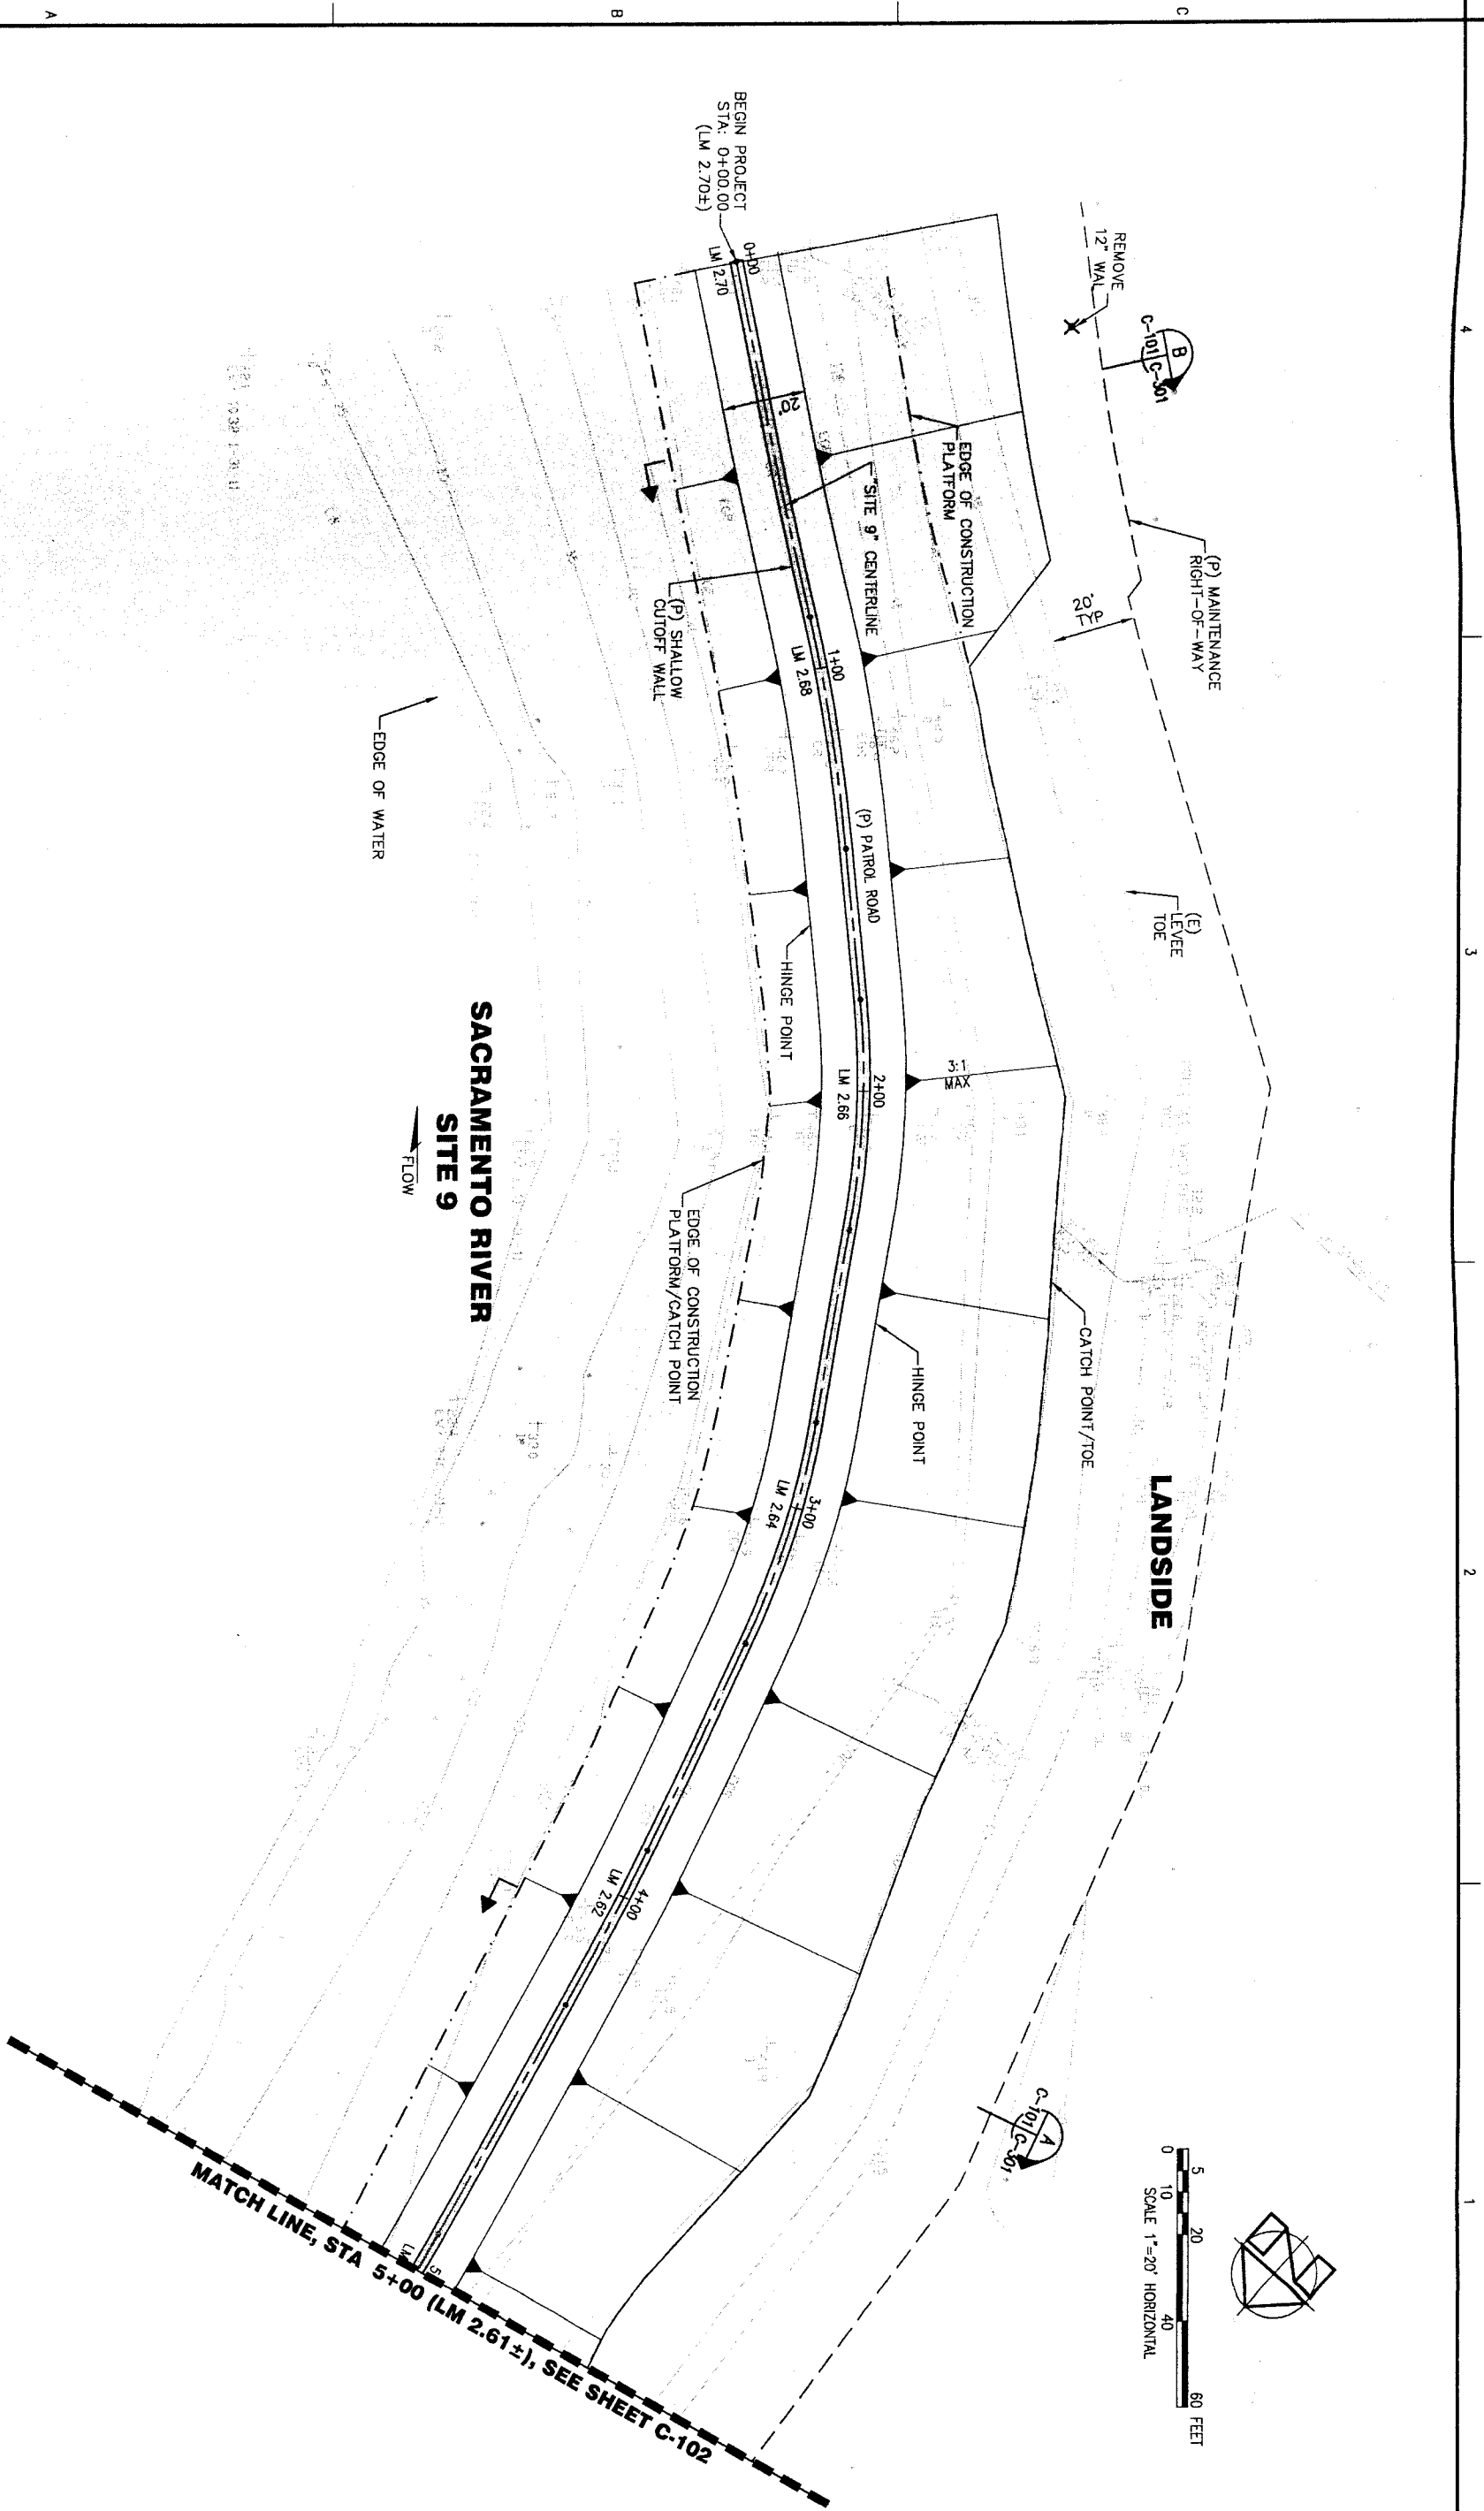 A
B
C
4
3
2
1
BEGIN PROJECT
STA: 0+00.00
(LM 2.70±)
REMOVE
12" WAL
B
C-101 C-301
(P) MAINTENANCE
RIGHT-OF-WAY
20'
TYP
(E)
LEVEE
TOE
EDGE OF CONSTRUCTION
PLATFORM
"SITE 9" CENTERLINE
0+00
LM 2.70
20'
(P) SHALLOW
CUTOFF WALL
1+00
LM 2.68
EDGE OF WATER
(P) PATROL ROAD
HINGE POINT
3:1
MAX
2+00
LM 2.66
SACRAMENTO RIVER
SITE 9
FLOW
EDGE OF CONSTRUCTION
PLATFORM/CATCH POINT
HINGE POINT
CATCH POINT/TOE
LANDSIDE
3+00
LM 2.64
4+00
LM 2.62
A
C-101 C-301
5
LM
MATCH LINE, STA 5+00 (LM 2.61±), SEE SHEET C-102
0 5 10 20 40 60 FEET
SCALE 1"=20' HORIZONTAL